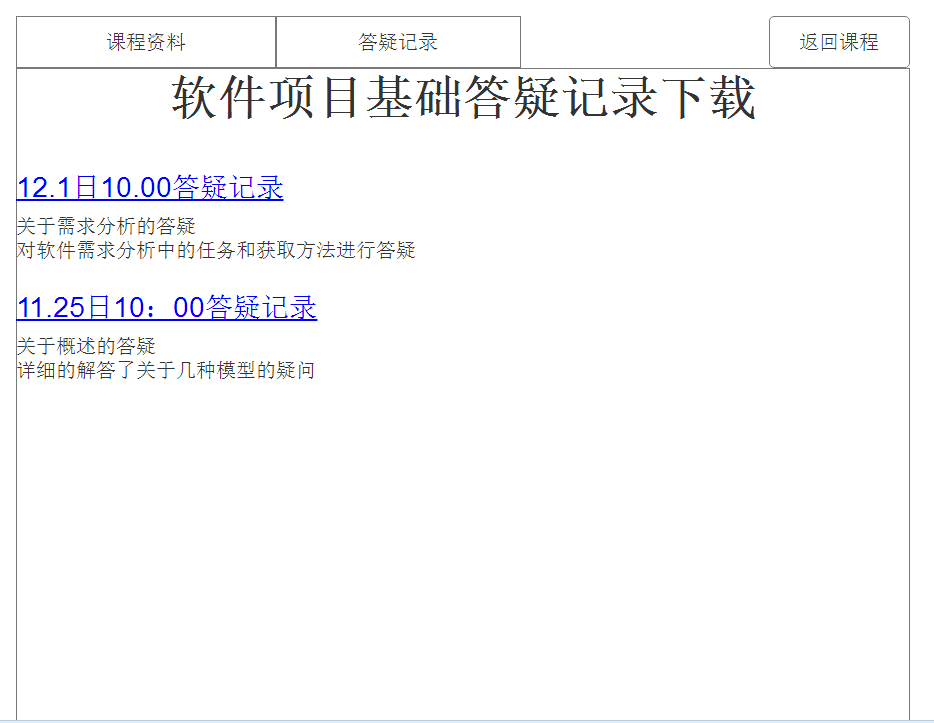 课程资料
答疑记录
返回课程
软件项目基础答疑记录下载
12.1日10.00答疑记录
关于需求分析的答疑
对软件需求分析中的任务和获取方法进行答疑
11.25日10：00答疑记录
关于概述的答疑
详细的解答了关于几种模型的疑问